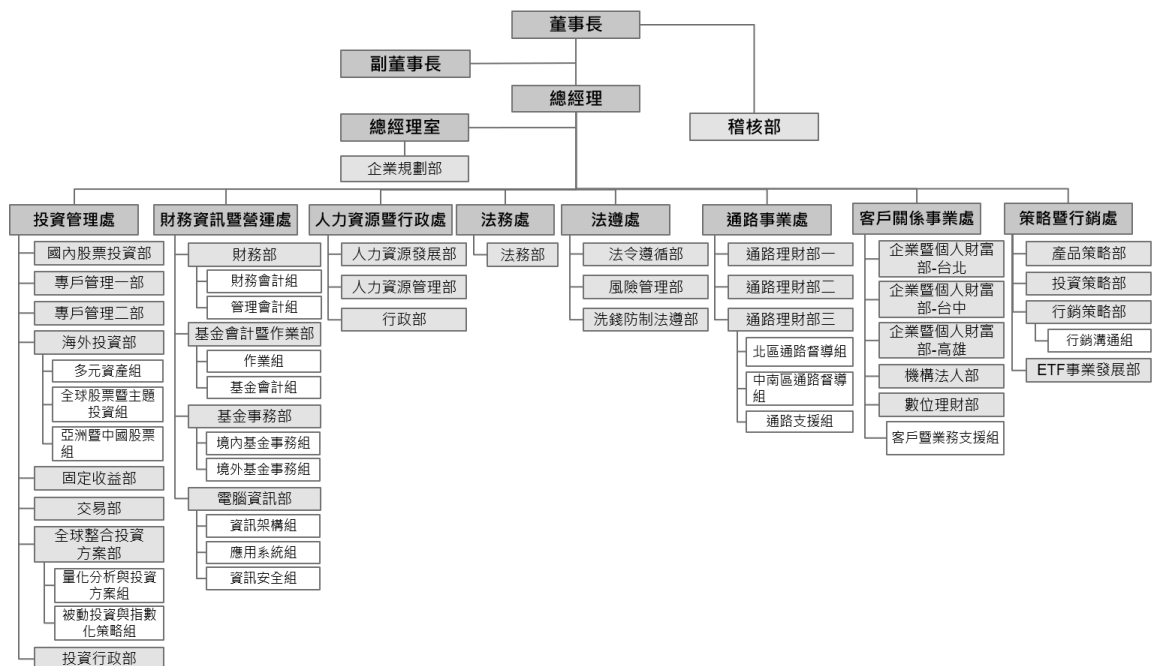 董事長
副董事長
總經理
總經理室
稽核部
企業規劃部
投資管理處
國內股票投資部
專戶管理一部
專戶管理二部
海外投資部
多元資產組
全球股票暨主題
投資組
亞洲暨中國股票
組
固定收益部
交易部
全球整合投資
方案部
量化分析與投資
方案組
被動投資與指數
化策略組
投資行政部
財務資訊暨營運處
財務部
財務會計組
管理會計組
基金會計暨作業部
作業組
基金會計組
基金事務部
境內基金事務組
境外基金事務組
電腦資訊部
資訊架構組
應用系統組
資訊安全組
人力資源暨行政處
人力資源發展部
人力資源管理部
行政部
法務處
法務部
法遵處
法令遵循部
風險管理部
洗錢防制法遵部
通路事業處
通路理財部一
通路理財部二
通路理財部三
北區通路督導組
中南區通路督導
組
通路支援組
客戶關係事業處
企業暨個人財富
部-台北
企業暨個人財富
部-台中
企業暨個人財富
部-高雄
機構法人部
數位理財部
客戶暨業務支援組
策略暨行銷處
產品策略部
投資策略部
行銷策略部
行銷溝通組
ETF事業發展部